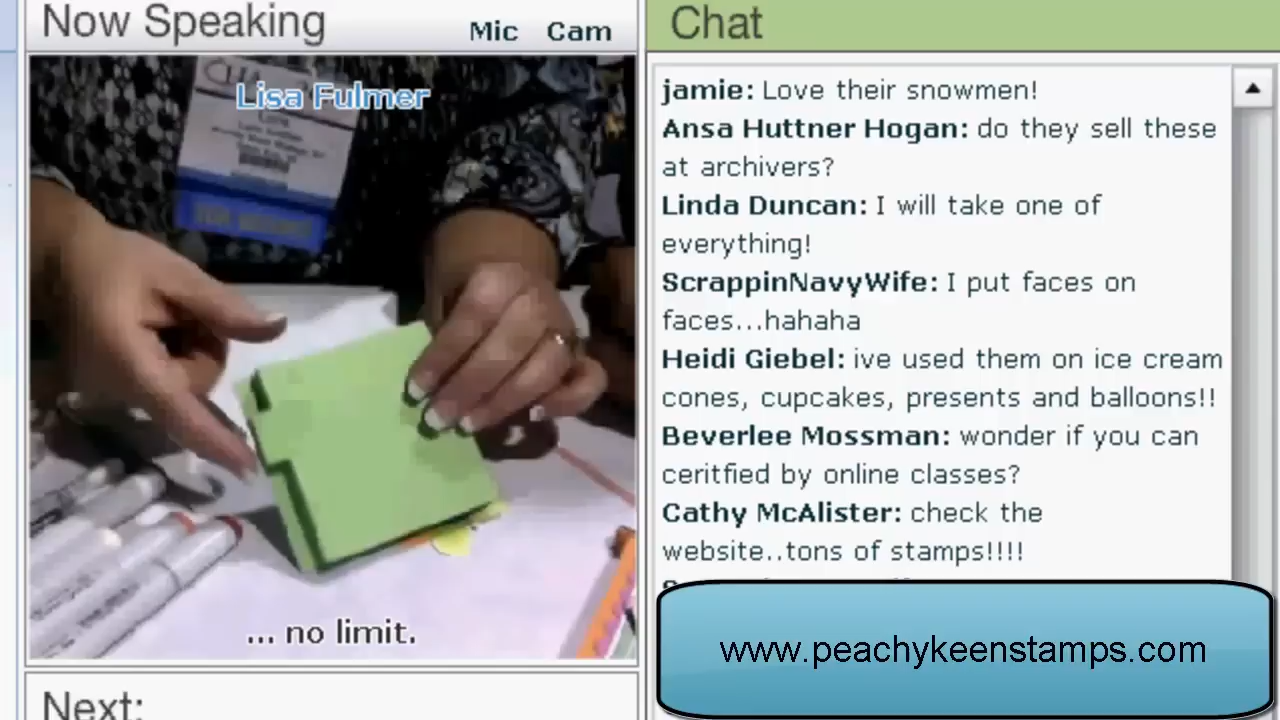 Now Speaking
Mic Cam
Lisa Fulmer
... no limit.
Next:
Chat
jamie: Love their snowmen!
Ansa Huttner Hogan: do they sell these
at archivers?
Linda Duncan: I will take one of
everything!
ScrappinNavyWife: I put faces on
faces...hahaha
Heidi Giebel: ive used them on ice cream
cones, cupcakes, presents and balloons!!
Beverlee Mossman: wonder if you can
ceritfied by online classes?
Cathy McAlister: check the
website..tons of stamps!!!!
www.peachykeenstamps.com